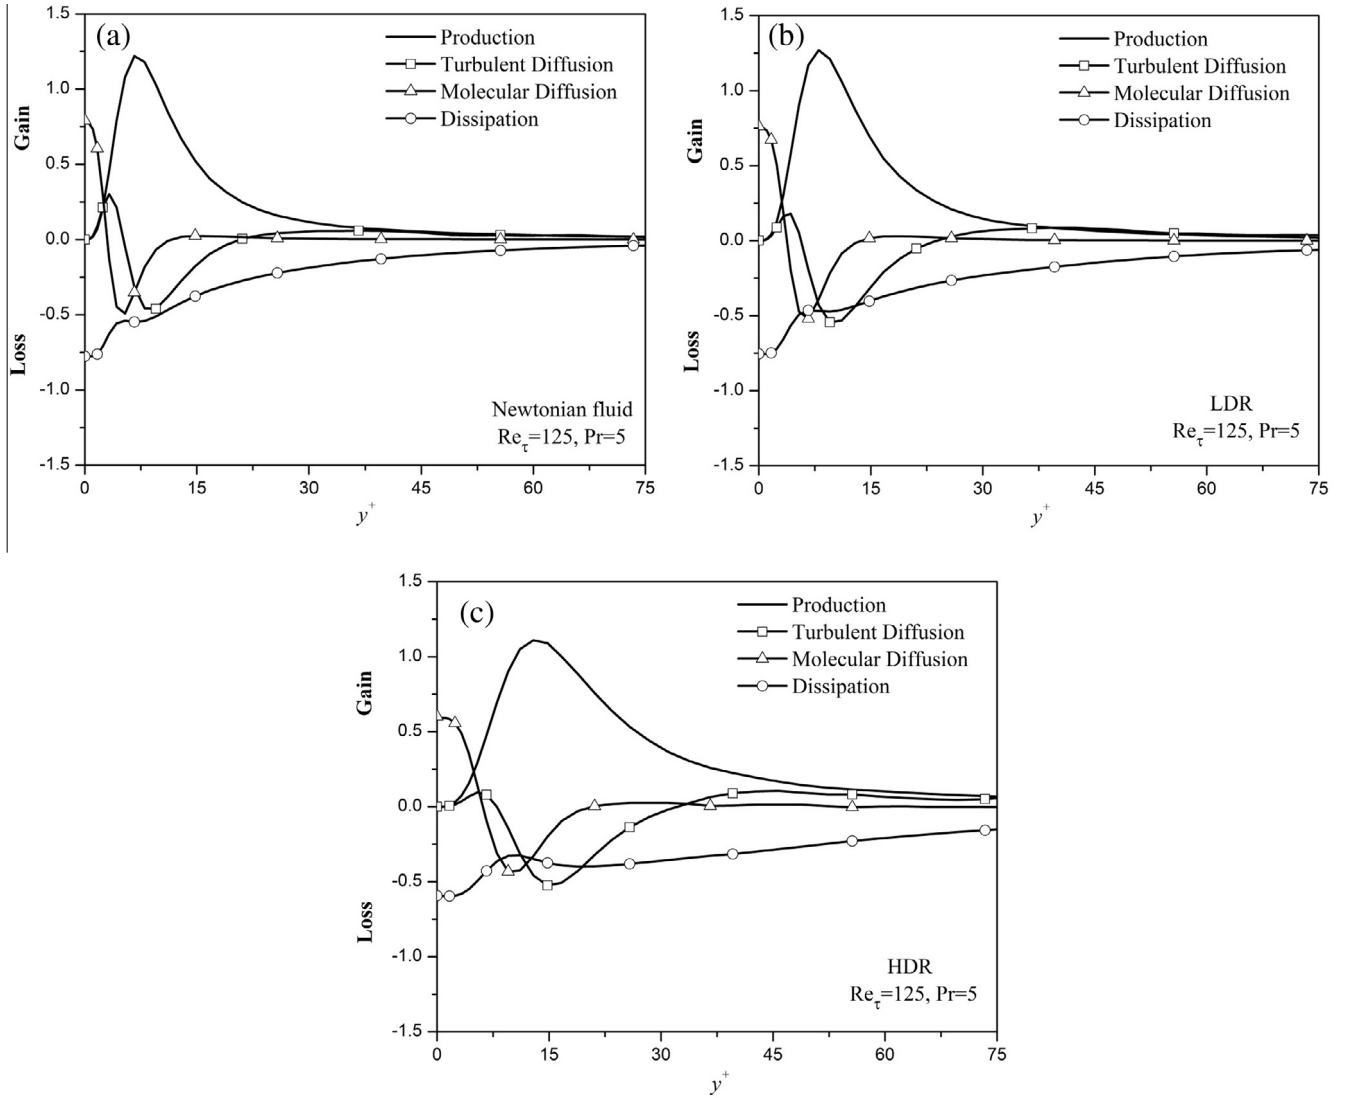 (a)
Production
Turbulent Diffusion
Molecular Diffusion
Dissipation
Gain
Loss
1.5
1.0
0.5
0.0
-0.5
-1.0
-1.5
Newtonian fluid
Reτ=125, Pr=5
0 15 30 45 60 75
y+
(b)
Production
Turbulent Diffusion
Molecular Diffusion
Dissipation
Gain
Loss
1.5
1.0
0.5
0.0
-0.5
-1.0
-1.5
LDR
Reτ=125, Pr=5
0 15 30 45 60 75
y+
(c)
Production
Turbulent Diffusion
Molecular Diffusion
Dissipation
Gain
Loss
1.5
1.0
0.5
0.0
-0.5
-1.0
-1.5
HDR
Reτ=125, Pr=5
0 15 30 45 60 75
y+